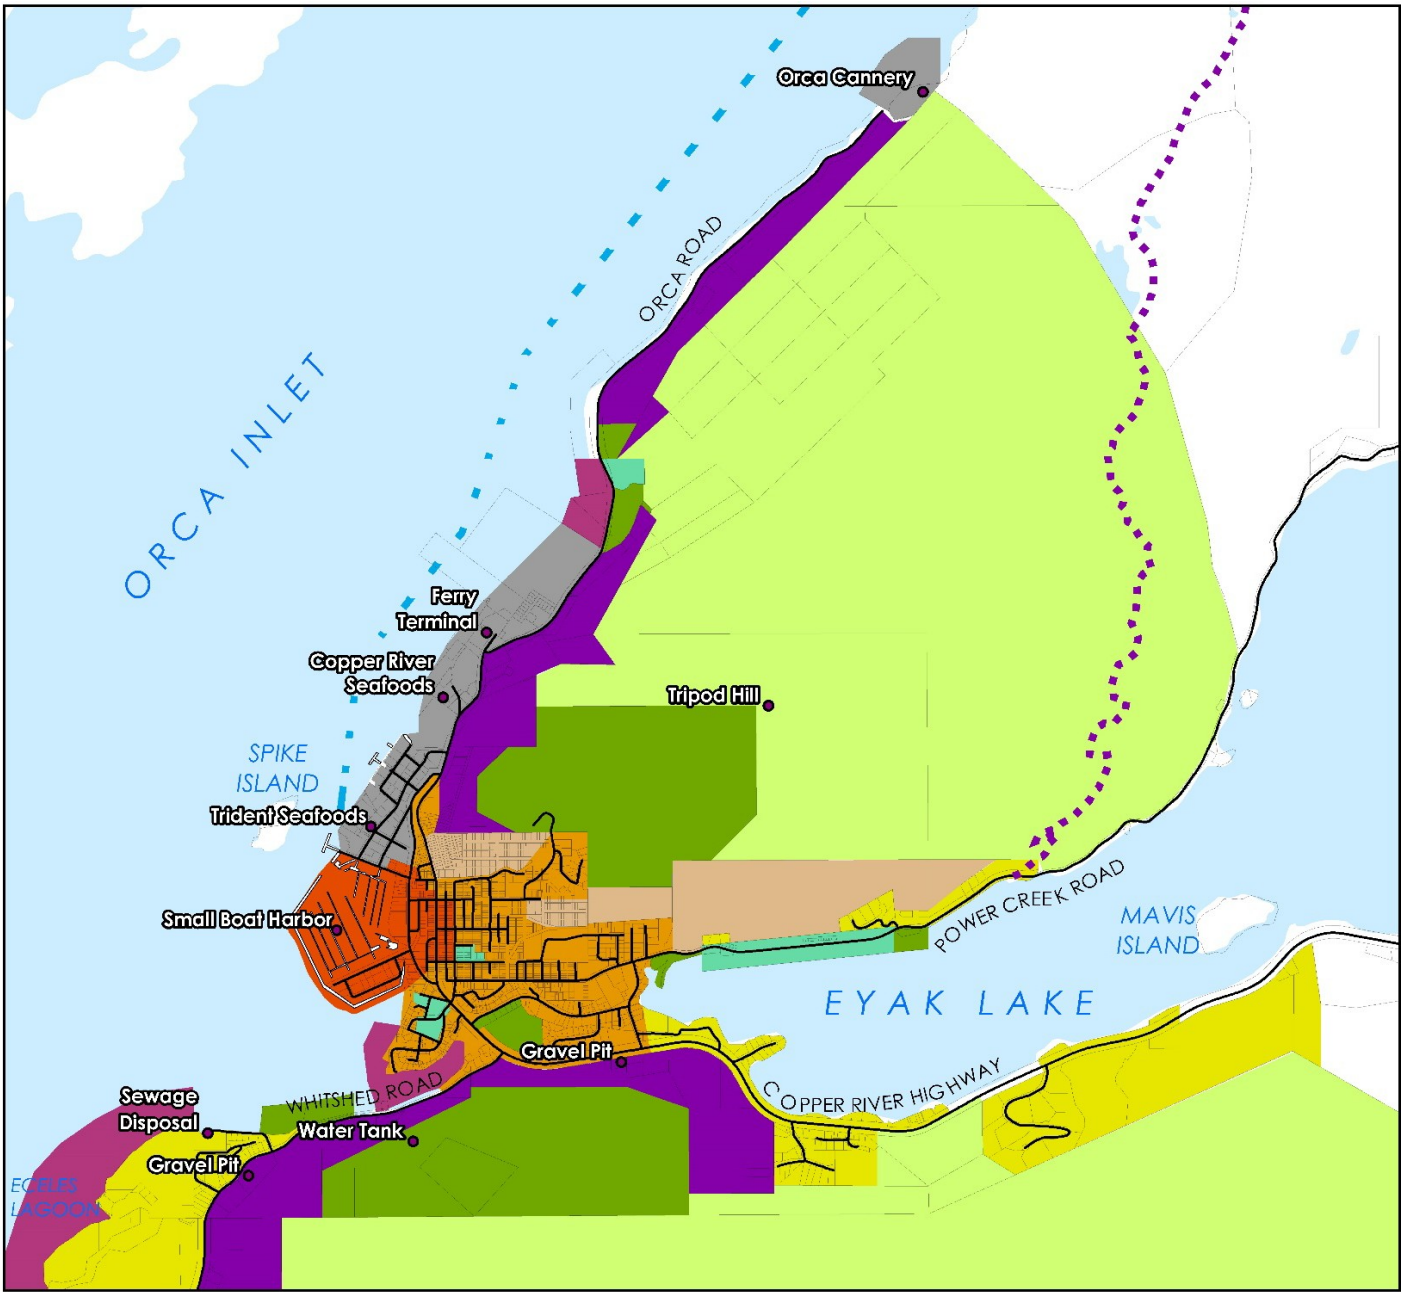 Orca Cannery
ORCA ROAD
ORCA INLET
Ferry
Terminal
Copper River
Seafoods
Tripod Hill
SPIKE
ISLAND
Trident Seafoods
Small Boat Harbor
POWER CREEK ROAD
MAVIS
ISLAND
EYAK LAKE
Gravel Pit
COPPER RIVER HIGHWAY
WHITSHED ROAD
Sewage
Disposal
Water Tank
Gravel Pit
ECELES
LAGOON